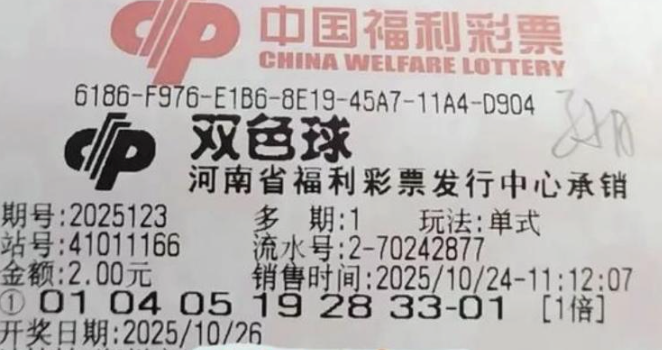 中国福利彩票
CHINA WELFARE LOTTERY
6186-F976-E1B6-8E19-45A7-11A4-D904
双色球
河南省福利彩票发行中心承销
期号:2025123 多 期:1 玩法:单式
站号:41011166 流水号:2-70242877
金额:2.00元 销售时间:2025/10/24-11:12:07
① 01 04 05 19 28 33-01 [1倍]
开奖日期:2025/10/26